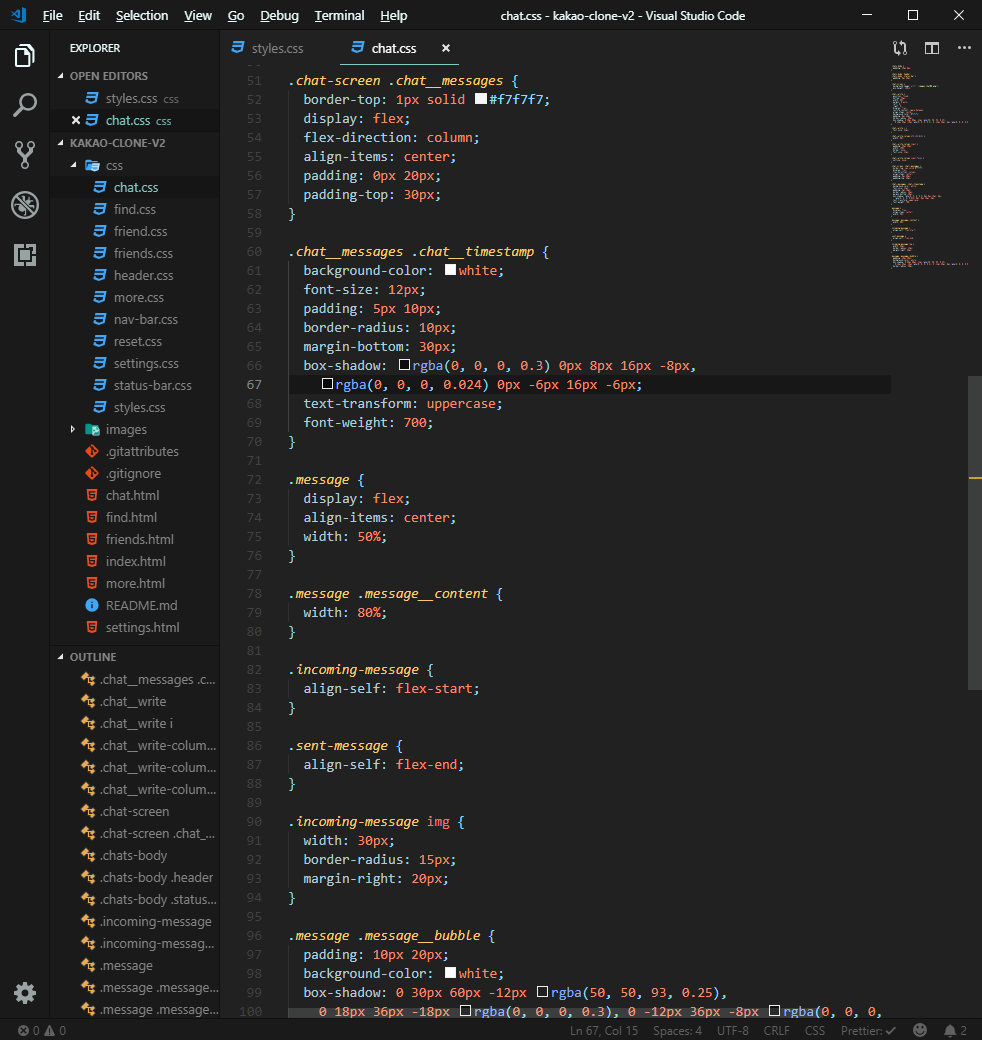 File Edit Selection View Go Debug Terminal Help chat.css - kakao-clone-v2 - Visual Studio Code
EXPLORER
OPEN EDITORS
styles.css css
chat.css css
KAKAO-CLONE-V2
css
chat.css
find.css
friend.css
friends.css
header.css
more.css
nav-bar.css
reset.css
settings.css
status-bar.css
styles.css
images
.gitattributes
.gitignore
chat.html
find.html
friends.html
index.html
more.html
README.md
settings.html
OUTLINE
.chat__messages .c...
.chat__write
.chat__write i
.chat__write-colum...
.chat__write-colum...
.chat__write-colum...
.chat-screen
.chat-screen .chat_...
.chats-body
.chats-body .header
.chats-body .status...
.incoming-message
.incoming-messag...
.message
.message .message...
.message .message...
styles.css chat.css
51 .chat-screen .chat__messages {
52 border-top: 1px solid #f7f7f7;
53 display: flex;
54 flex-direction: column;
55 align-items: center;
56 padding: 0px 20px;
57 padding-top: 30px;
58 }
59
60 .chat__messages .chat__timestamp {
61 background-color: white;
62 font-size: 12px;
63 padding: 5px 10px;
64 border-radius: 10px;
65 margin-bottom: 30px;
66 box-shadow: rgba(0, 0, 0, 0.3) 0px 8px 16px -8px,
67 rgba(0, 0, 0, 0.024) 0px -6px 16px -6px;
68 text-transform: uppercase;
69 font-weight: 700;
70 }
71
72 .message {
73 display: flex;
74 align-items: center;
75 width: 50%;
76 }
77
78 .message .message__content {
79 width: 80%;
80 }
81
82 .incoming-message {
83 align-self: flex-start;
84 }
85
86 .sent-message {
87 align-self: flex-end;
88 }
89
90 .incoming-message img {
91 width: 30px;
92 border-radius: 15px;
93 margin-right: 20px;
94 }
95
96 .message .message__bubble {
97 padding: 10px 20px;
98 background-color: white;
99 box-shadow: 0 30px 60px -12px rgba(50, 50, 93, 0.25),
100 0 18px 36px -18px rgba(0, 0, 0, 0.3), 0 -12px 36px -8px rgba(0, 0, 0,
0 0 Ln 67, Col 15 Spaces: 4 UTF-8 CRLF CSS Prettier: ✓ 2